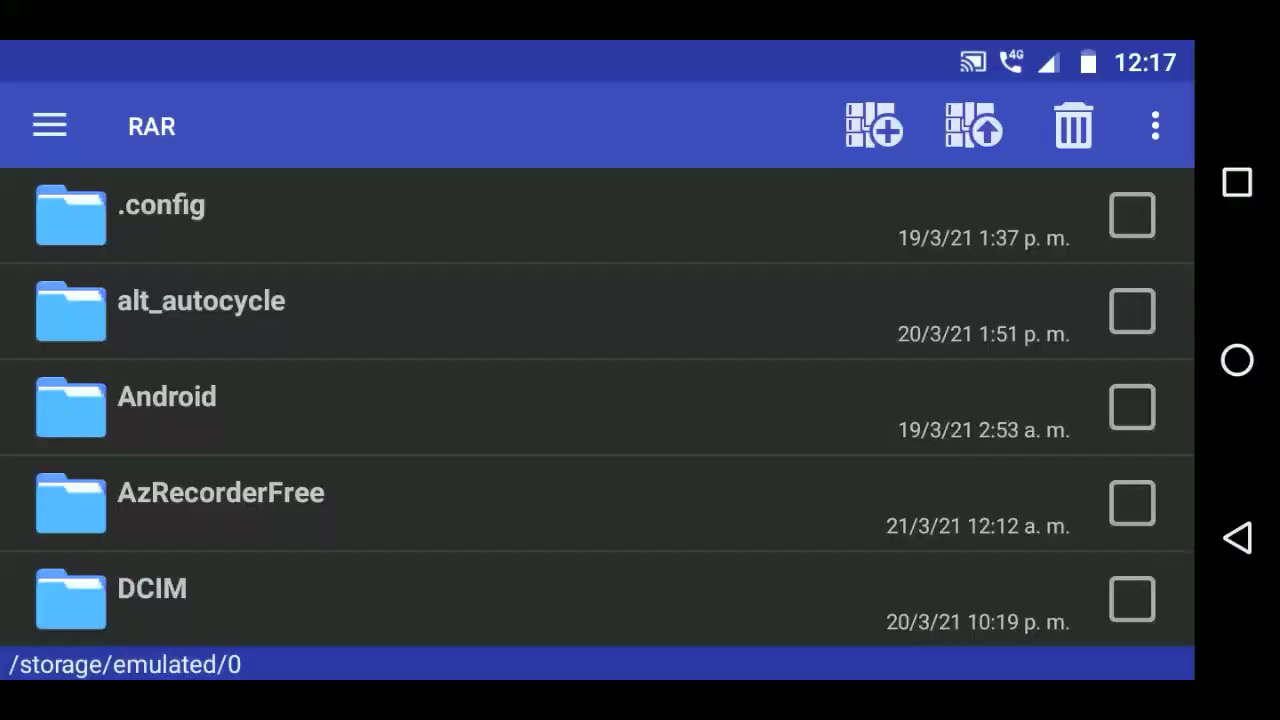 4G 12:17
RAR
.config
19/3/21 1:37 p. m.
alt_autocycle
20/3/21 1:51 p. m.
Android
19/3/21 2:53 a. m.
AzRecorderFree
21/3/21 12:12 a. m.
DCIM
20/3/21 10:19 p. m.
/storage/emulated/0